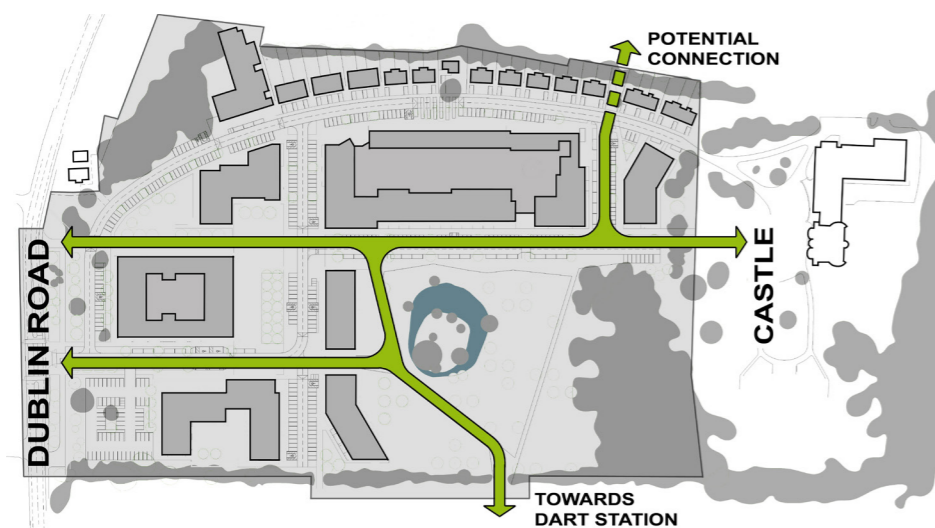 POTENTIAL
CONNECTION
DUBLIN ROAD
CASTLE
TOWARDS
DART STATION